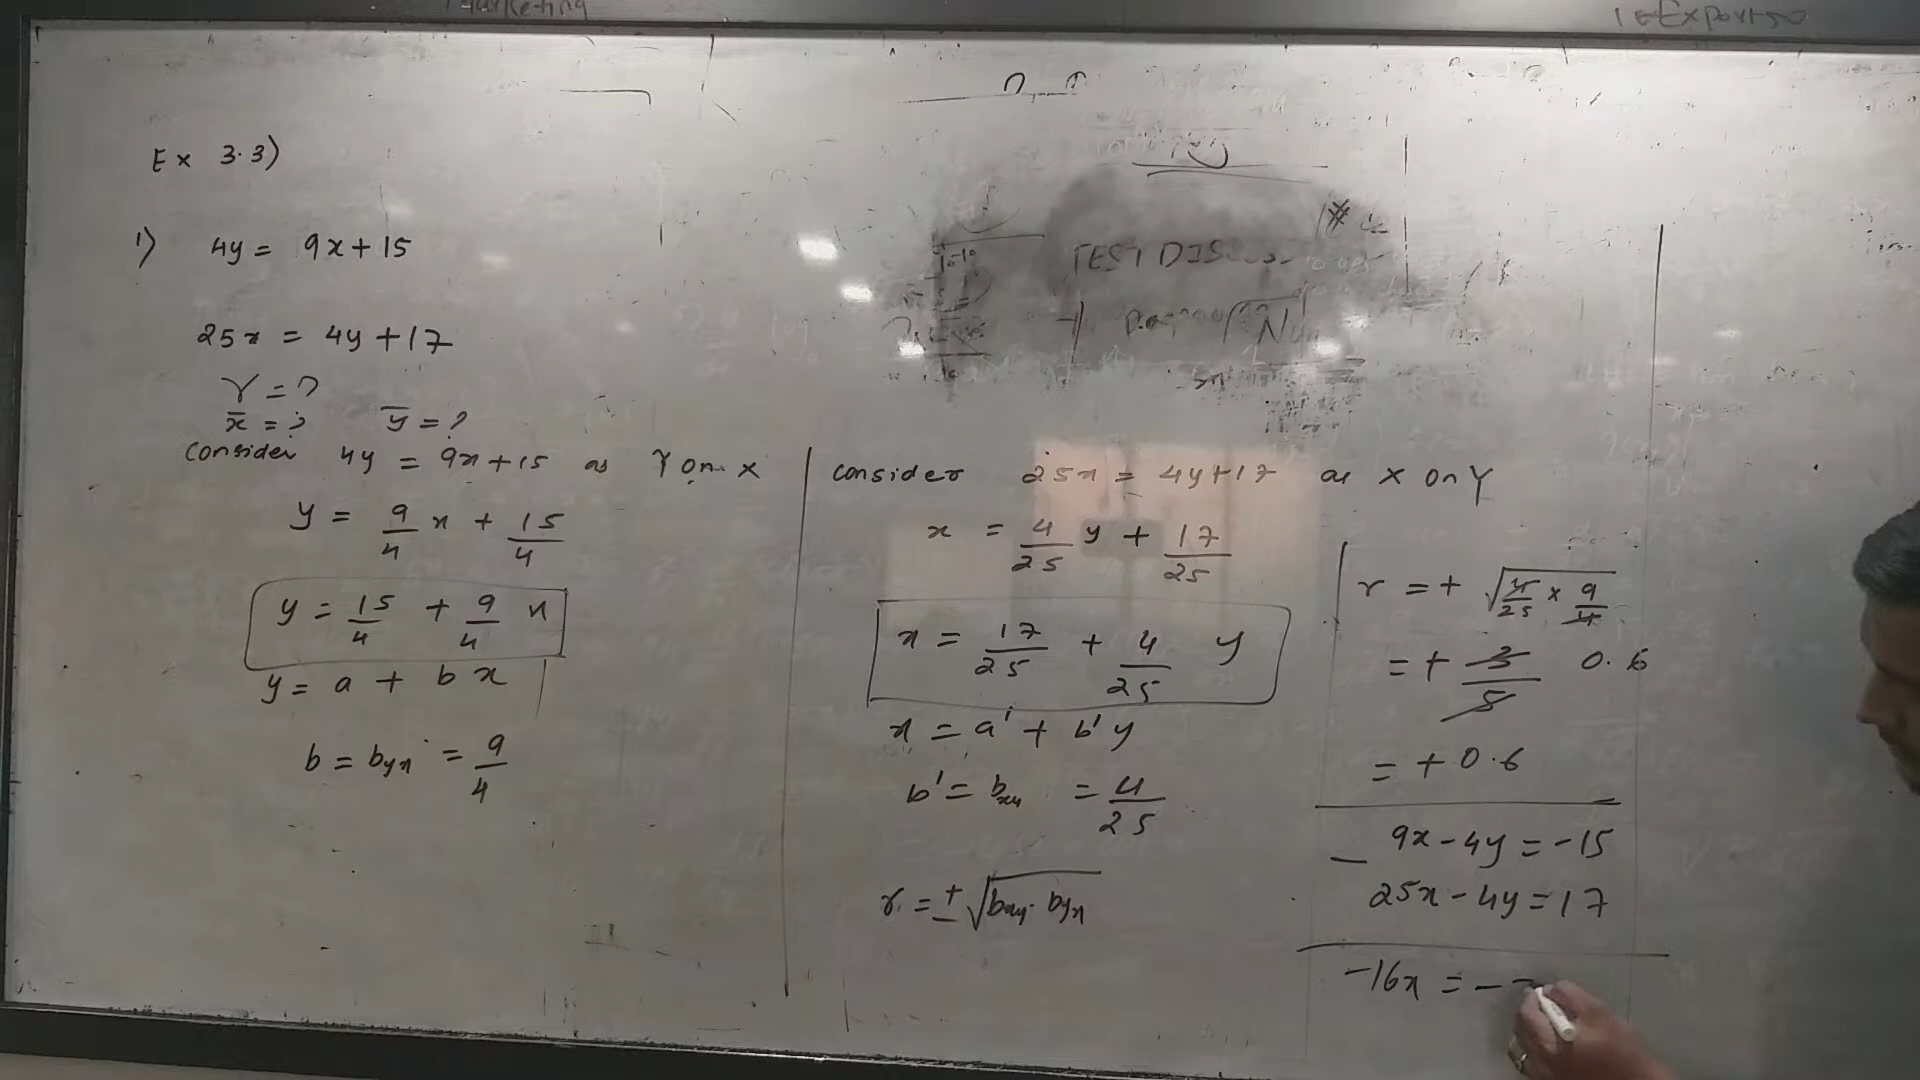 Marketing
Ex 3.3)
1) 4y = 9x + 15
25x = 4y + 17
r = ?
x̄ = ? ȳ = ?
TEST
consider 4y = 9x + 15 as Y on X
y = 9/4 x + 15/4
y = 15/4 + 9/4 x
y = a + b x
b = byx = 9/4
consider 25x = 4y + 17 as X on Y
x = 4/25 y + 17/25
x = 17/25 + 4/25 y
x = a' + b' y
b' = bxy = 4/25
r = ± √bxy · byx
r = + √4/25 × 9/4
= + 3/5 0.6
= + 0.6
9x - 4y = -15
- 25x - 4y = 17
-16x = -